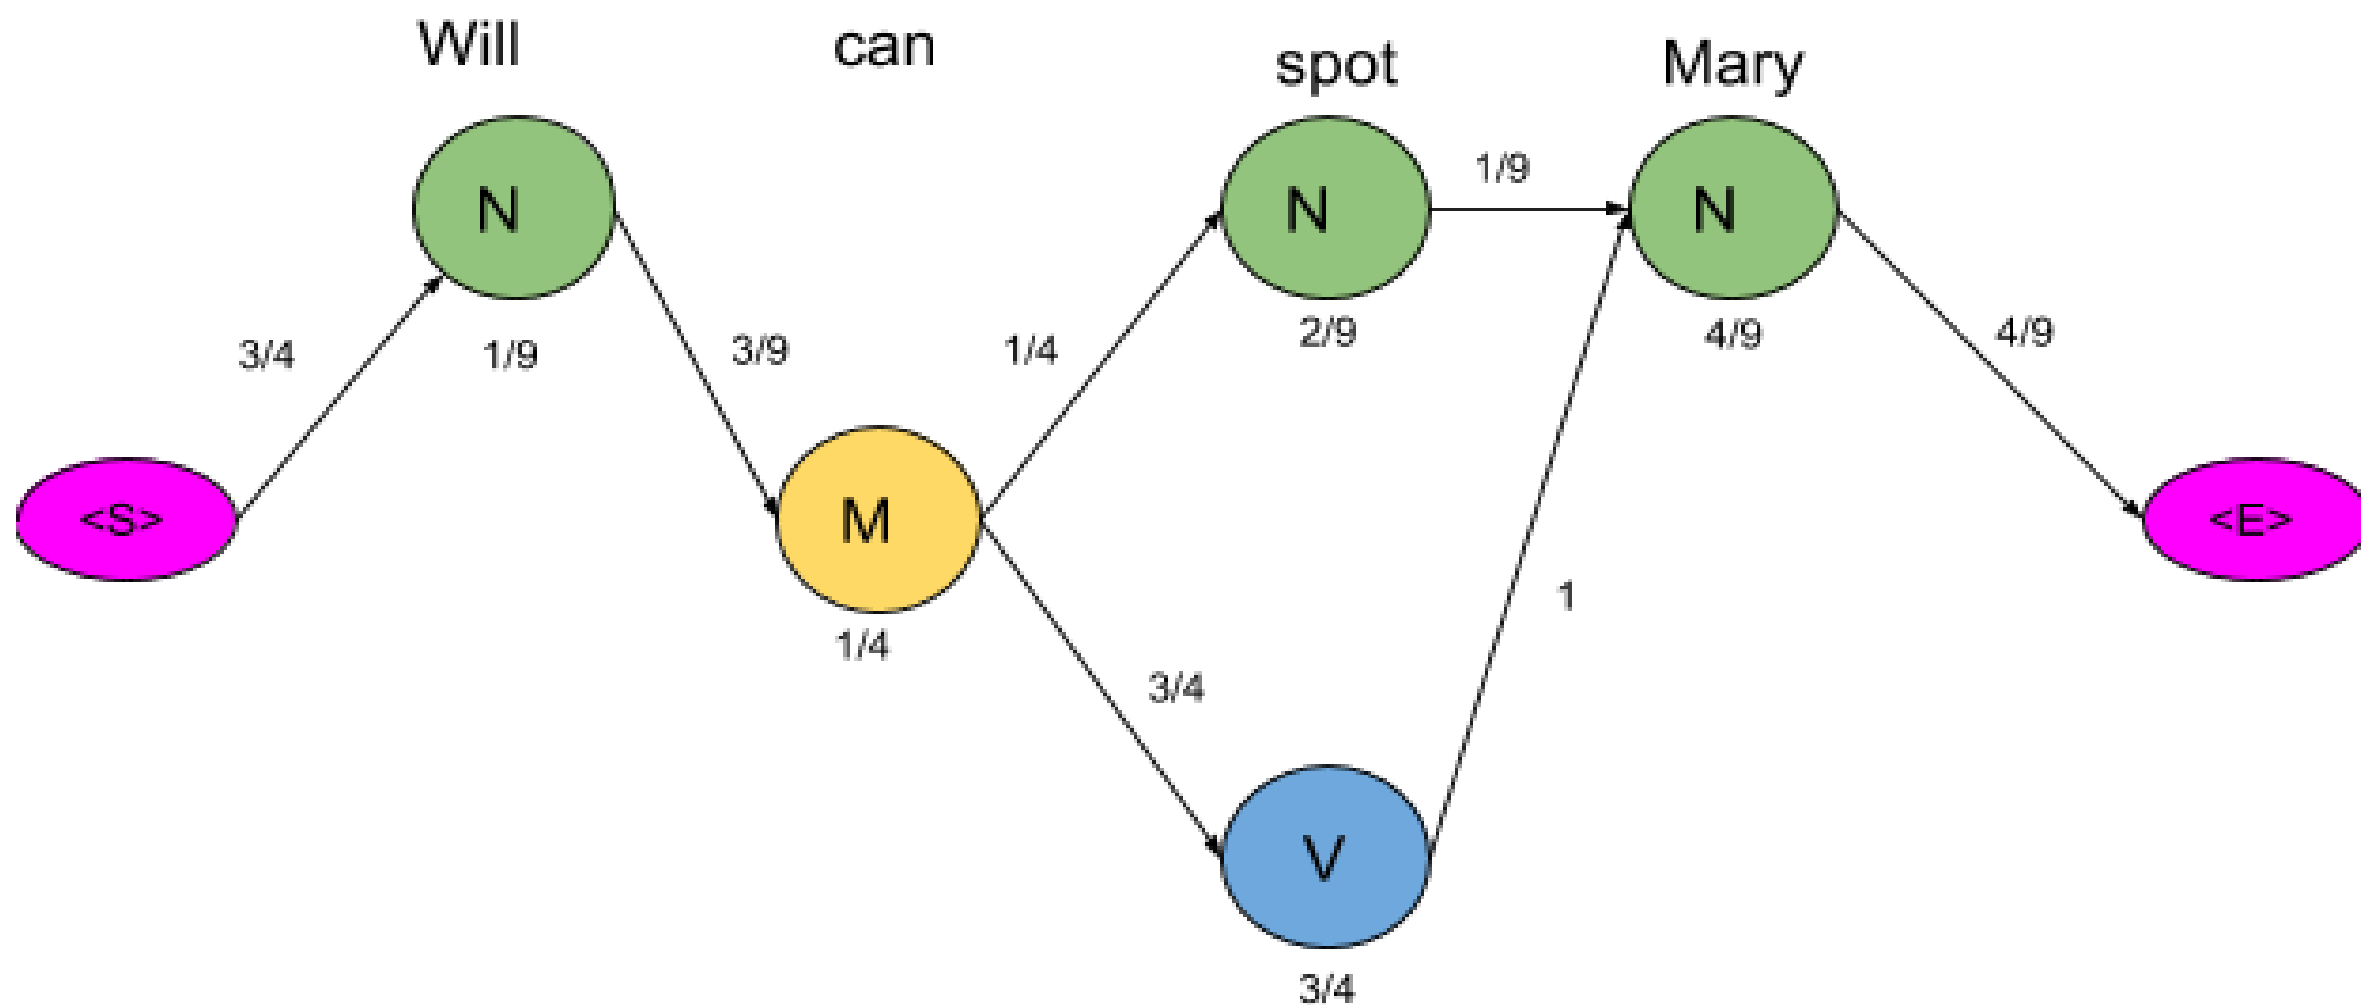 Will can spot Mary
1/9
N N N
3/4 1/9 3/9 1/4 2/9 4/9 4/9
<S> M <E>
1
1/4
3/4
V
3/4